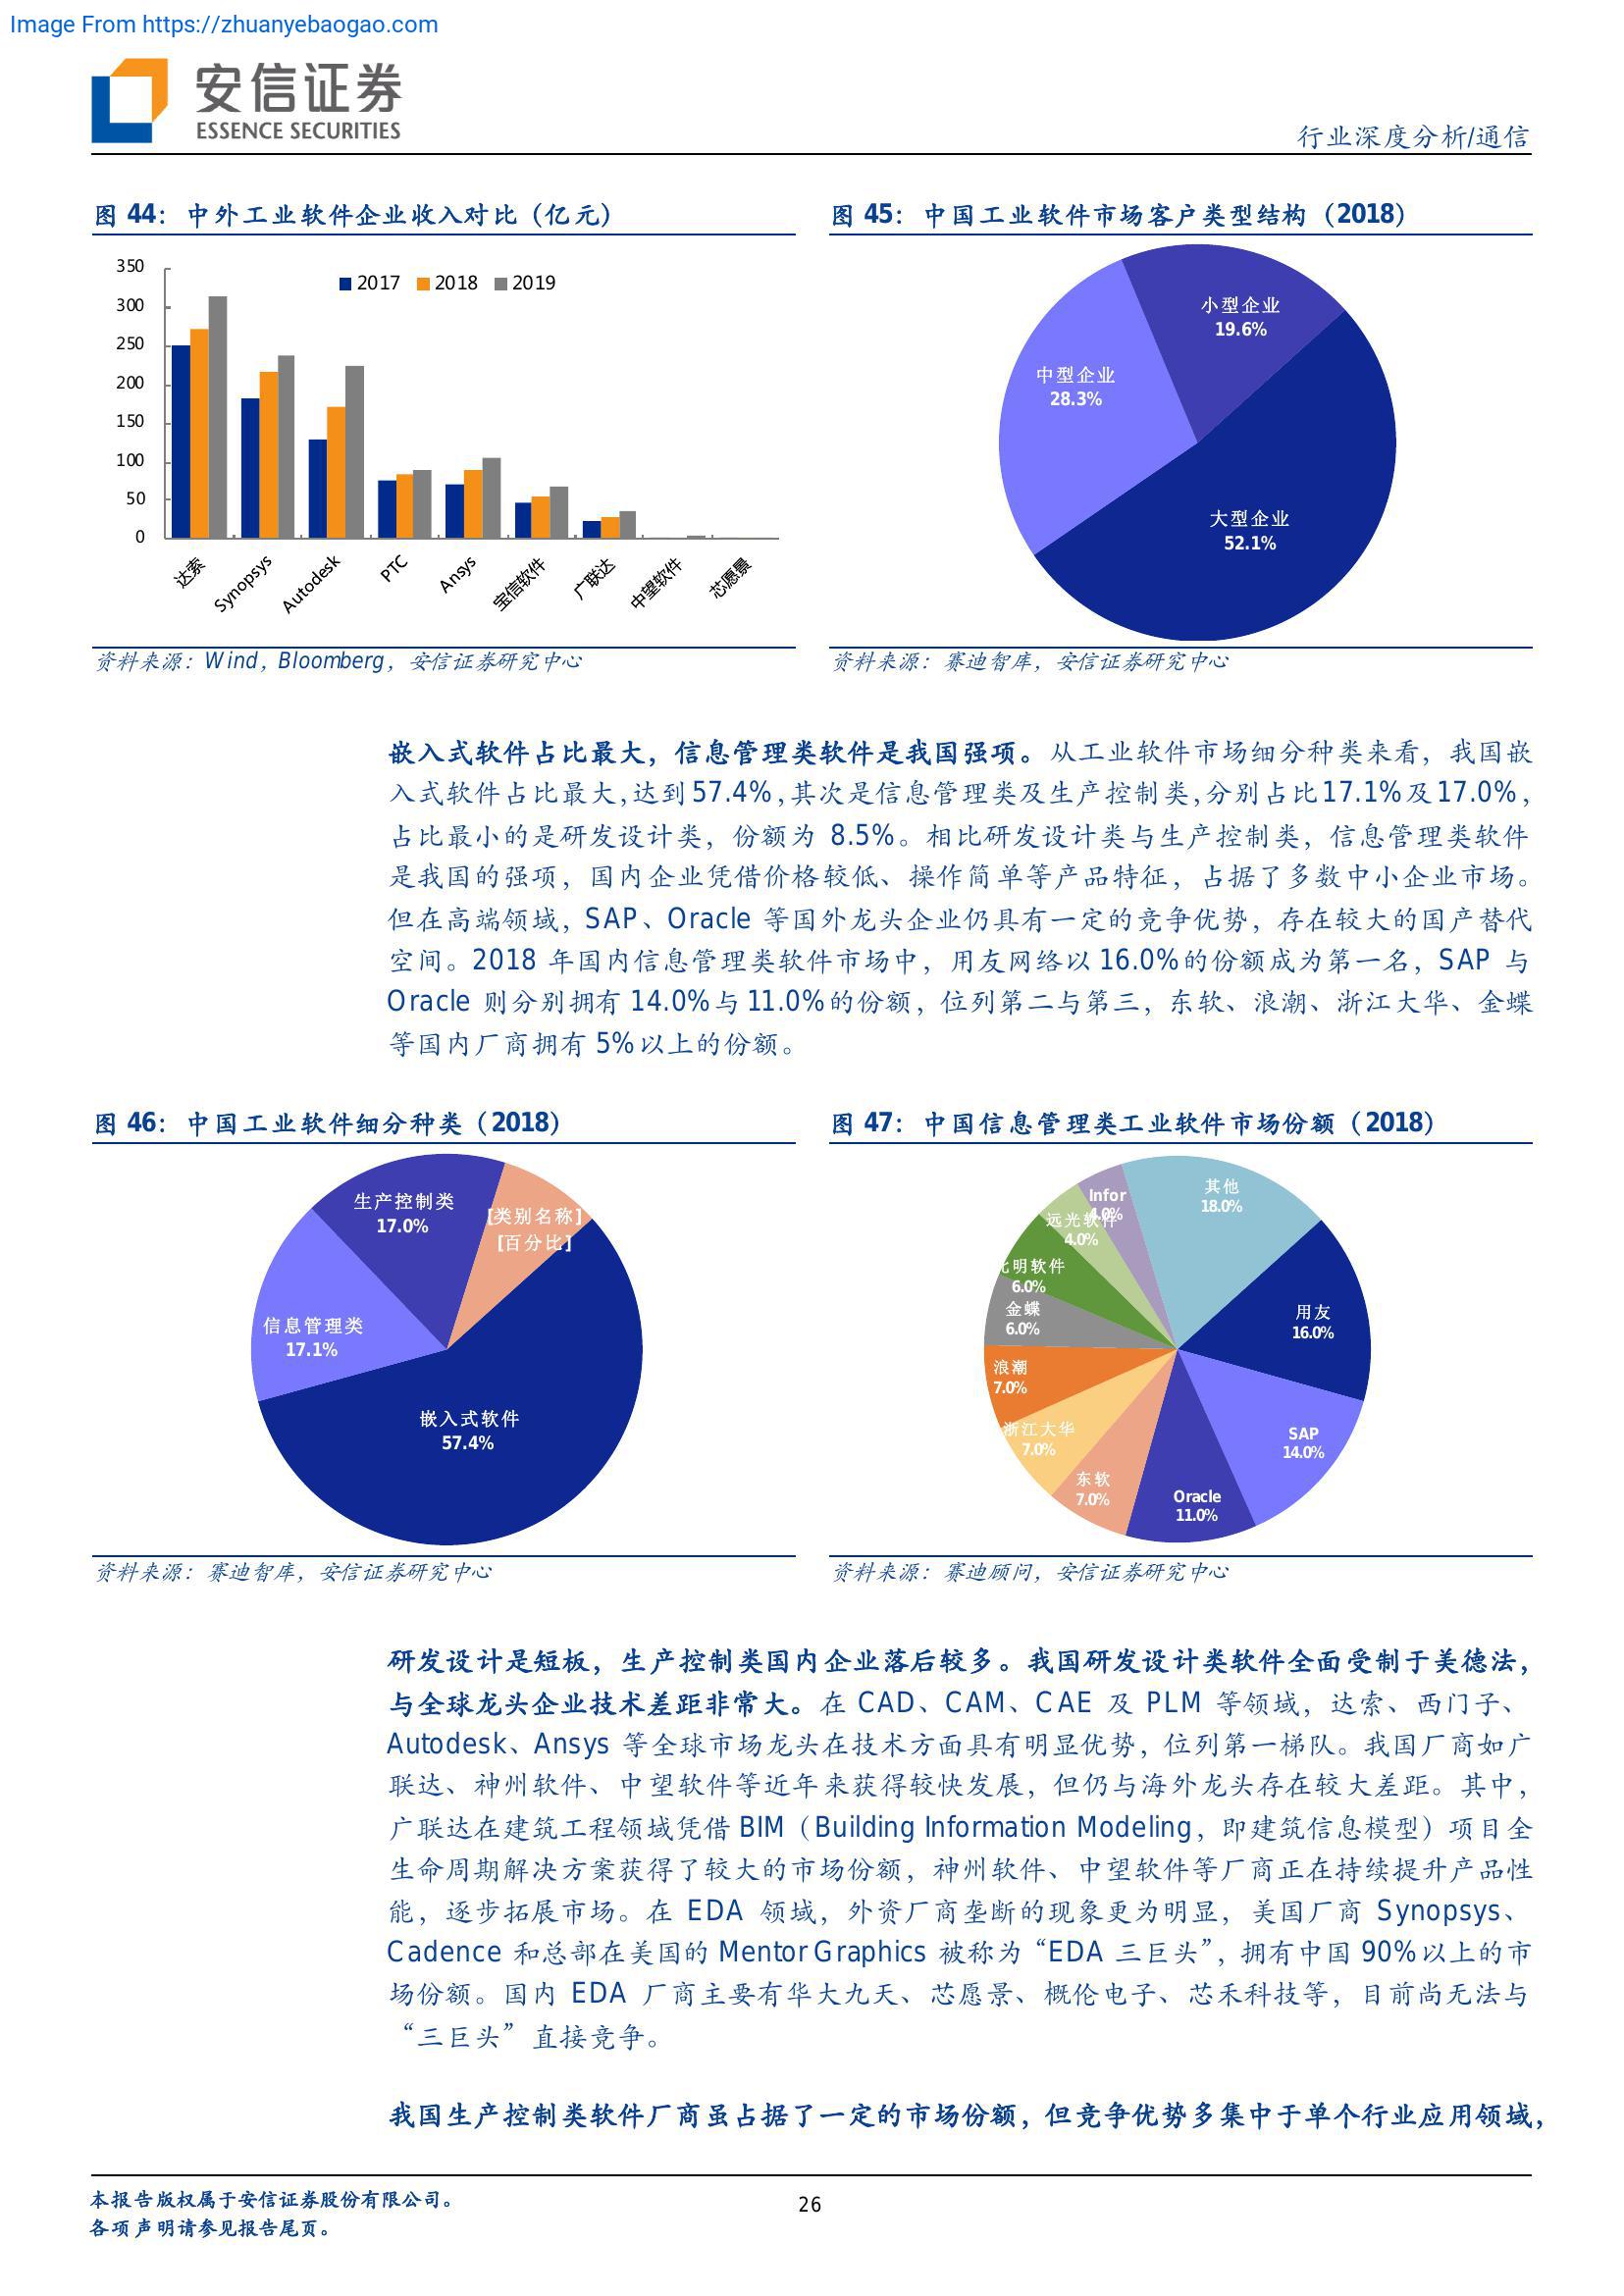 Image From https://zhuanyebaogao.com
安信证券
ESSENCE SECURITIES
行业深度分析/通信
图 44：中外工业软件企业收入对比（亿元）
350
300
250
200
150
100
50
0
2017 2018 2019
达索 Synopsys Autodesk PTC Ansys 宝信软件 广联达 中望软件 芯愿景
资料来源：Wind，Bloomberg，安信证券研究中心
图 45：中国工业软件市场客户类型结构（2018）
小型企业
19.6%
中型企业
28.3%
大型企业
52.1%
资料来源：赛迪智库，安信证券研究中心
嵌入式软件占比最大，信息管理类软件是我国强项。从工业软件市场细分种类来看，我国嵌
入式软件占比最大，达到 57.4%，其次是信息管理类及生产控制类，分别占比 17.1%及 17.0%，
占比最小的是研发设计类，份额为 8.5%。相比研发设计类与生产控制类，信息管理类软件
是我国的强项，国内企业凭借价格较低、操作简单等产品特征，占据了多数中小企业市场。
但在高端领域，SAP、Oracle 等国外龙头企业仍具有一定的竞争优势，存在较大的国产替代
空间。2018 年国内信息管理类软件市场中，用友网络以 16.0%的份额成为第一名，SAP 与
Oracle 则分别拥有 14.0%与 11.0%的份额，位列第二与第三，东软、浪潮、浙江大华、金蝶
等国内厂商拥有 5%以上的份额。
图 46：中国工业软件细分种类（2018）
生产控制类
17.0%
[类别名称]
[百分比]
信息管理类
17.1%
嵌入式软件
57.4%
资料来源：赛迪智库，安信证券研究中心
图 47：中国信息管理类工业软件市场份额（2018）
其他
18.0%
Infor
4.0%
远光软件
4.0%
明软件
6.0%
金蝶
6.0%
用友
16.0%
浪潮
7.0%
浙江大华
7.0%
SAP
14.0%
东软
7.0%
Oracle
11.0%
资料来源：赛迪顾问，安信证券研究中心
研发设计是短板，生产控制类国内企业落后较多。我国研发设计类软件全面受制于美德法，
与全球龙头企业技术差距非常大。在 CAD、CAM、CAE 及 PLM 等领域，达索、西门子、
Autodesk、Ansys 等全球市场龙头在技术方面具有明显优势，位列第一梯队。我国厂商如广
联达、神州软件、中望软件等近年来获得较快发展，但仍与海外龙头存在较大差距。其中，
广联达在建筑工程领域凭借 BIM（Building Information Modeling，即建筑信息模型）项目全
生命周期解决方案获得了较大的市场份额，神州软件、中望软件等厂商正在持续提升产品性
能，逐步拓展市场。在 EDA 领域，外资厂商垄断的现象更为明显，美国厂商 Synopsys、
Cadence 和总部在美国的 Mentor Graphics 被称为“EDA 三巨头”，拥有中国 90%以上的市
场份额。国内 EDA 厂商主要有华大九天、芯愿景、概伦电子、芯禾科技等，目前尚无法与
“三巨头”直接竞争。
我国生产控制类软件厂商虽占据了一定的市场份额，但竞争优势多集中于单个行业应用领域，
本报告版权属于安信证券股份有限公司。
各项声明请参见报告尾页。
26